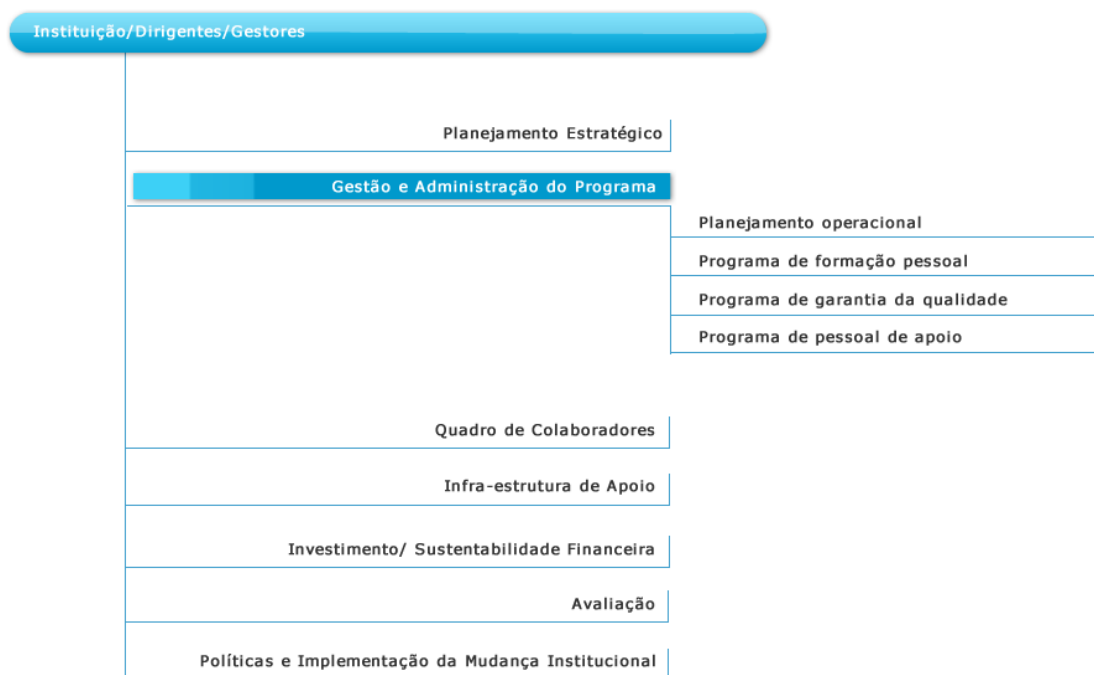 Instituição/Dirigentes/Gestores
Planejamento Estratégico
Gestão e Administração do Programa
Planejamento operacional
Programa de formação pessoal
Programa de garantia da qualidade
Programa de pessoal de apoio
Quadro de Colaboradores
Infra-estrutura de Apoio
Investimento/ Sustentabilidade Financeira
Avaliação
Políticas e Implementação da Mudança Institucional